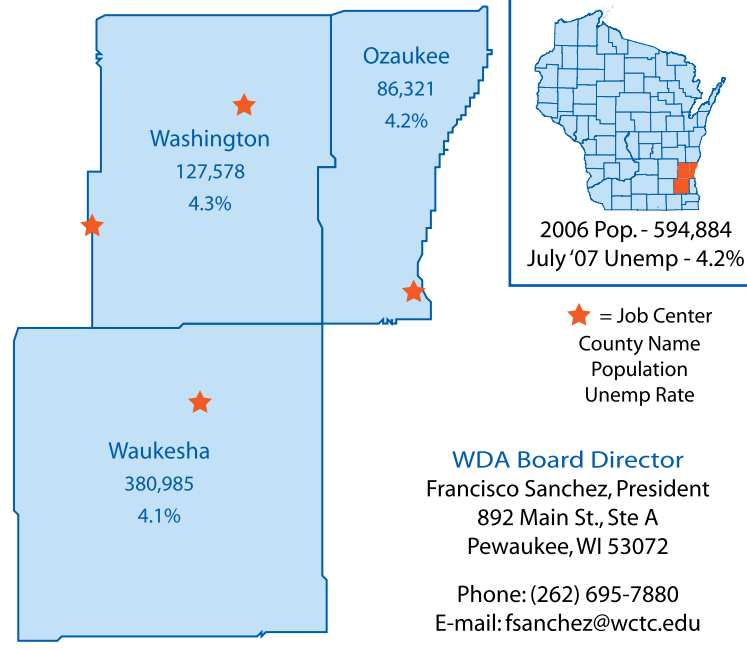 Ozaukee
86,321
4.2%
Washington
127,578
4.3%
Waukesha
380,985
4.1%
2006 Pop. - 594,884
July ‘07 Unemp - 4.2%
= Job Center
County Name
Population
Unemp Rate
WDA Board Director
Francisco Sanchez, President
892 Main St., Ste A
Pewaukee, WI 53072
Phone: (262) 695-7880
E-mail: fsanchez@wctc.edu